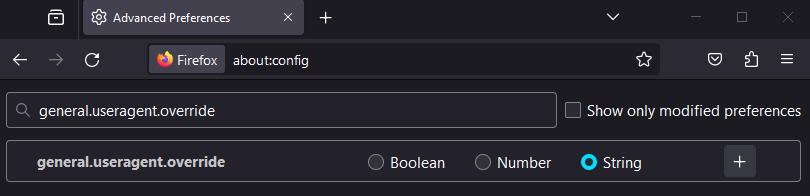 Advanced Preferences
Firefox about:config
general.useragent.override Show only modified preferences
general.useragent.override Boolean Number String